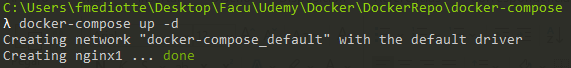 C:\Users\fmediotte\Desktop\Facu\Udemy\Docker\DockerRepo\docker-compose
λ docker-compose up -d
Creating network "docker-compose_default" with the default driver
Creating nginx1 ... done